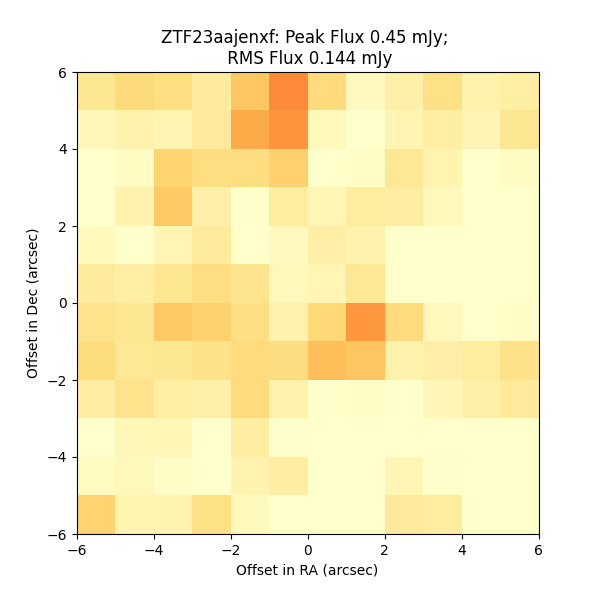 ZTF23aajenxf: Peak Flux 0.45 mJy;
RMS Flux 0.144 mJy
6
4
2
0
−2
−4
−6
Offset in Dec (arcsec)
−6 −4 −2 0 2 4 6
Offset in RA (arcsec)